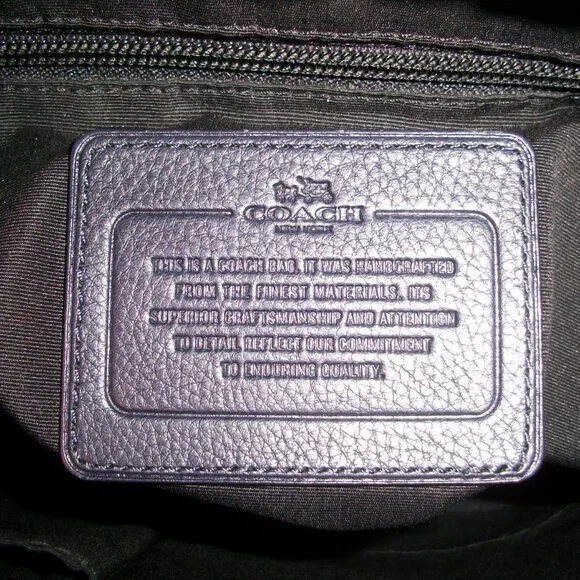 COACH
NEW YORK
THIS IS A COACH BAG. IT WAS HANDCRAFTED
FROM THE FINEST MATERIALS. ITS
SUPERIOR CRAFTSMANSHIP AND ATTENTION
TO DETAIL REFLECT OUR COMMITMENT
TO ENDURING QUALITY.